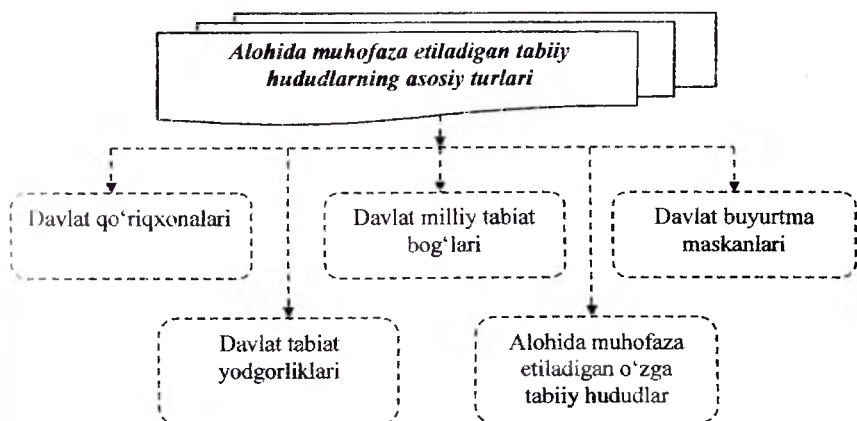 Alohida muhofaza etiladigan tabiiy
hududlarning asosiy turlari
Davlat qo‘riqxonalari
Davlat milliy tabiat
bog‘lari
Davlat buyurtma
maskanlari
Davlat tabiat
yodgorliklari
Alohida muhofaza
etiladigan o‘zga
tabiiy hududlar